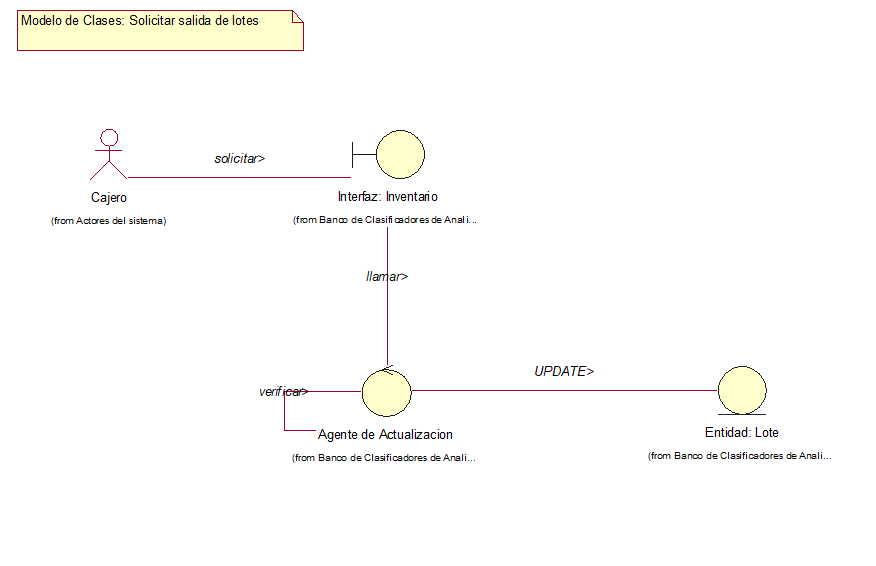 Modelo de Clases: Solicitar salida de lotes
solicitar>
Cajero
(from Actores del sistema)
Interfaz: Inventario
(from Banco de Clasificadores de Anali...
llamar>
verificar>
UPDATE>
Agente de Actualizacion
(from Banco de Clasificadores de Anali...
Entidad: Lote
(from Banco de Clasificadores de Anali...